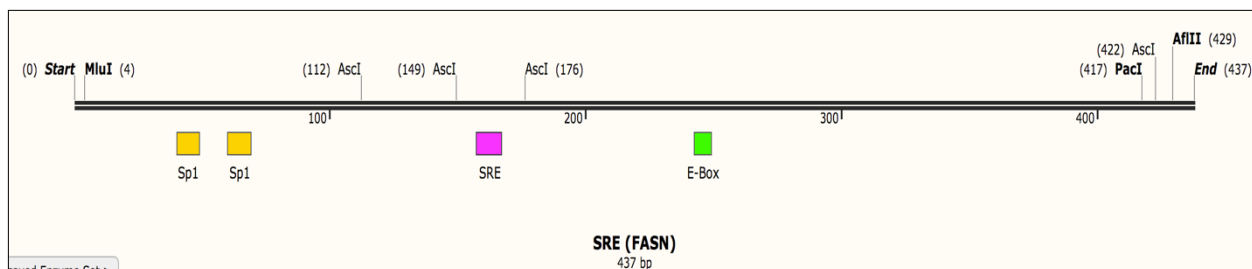 AflII (429)
(422) AscI
(0) Start MluI (4) (112) AscI (149) AscI AscI (176) (417) PacI End (437)
100 200 300 400
Sp1 Sp1 SRE E-Box
SRE (FASN)
437 bp